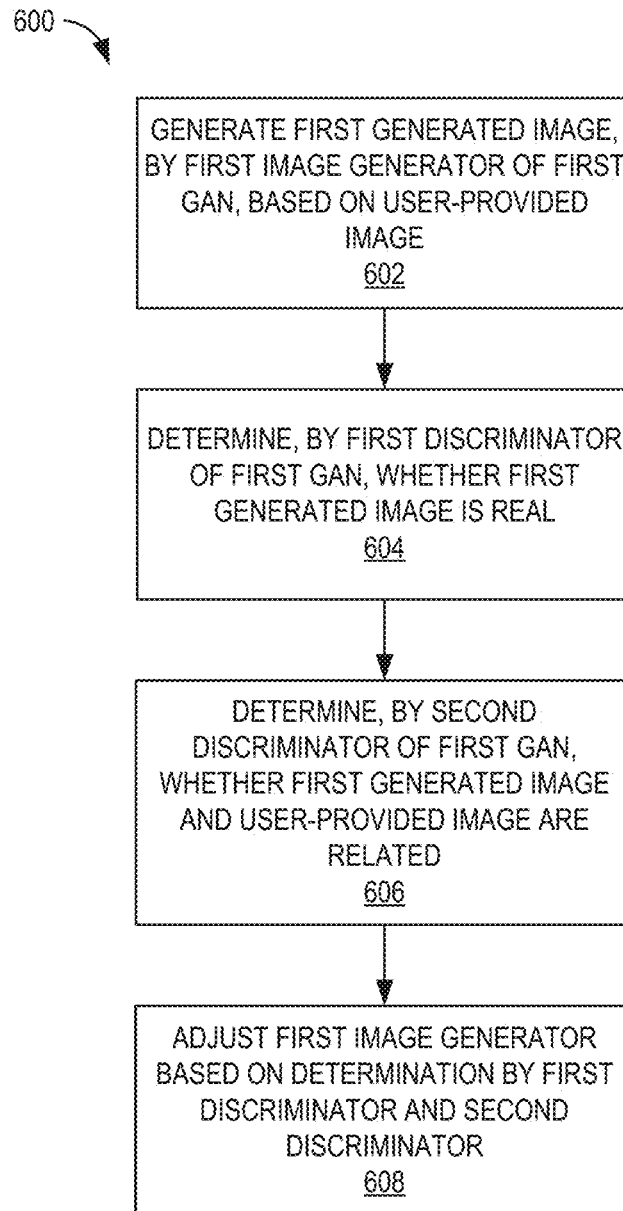 600
GENERATE FIRST GENERATED IMAGE,
BY FIRST IMAGE GENERATOR OF FIRST
GAN, BASED ON USER-PROVIDED
IMAGE
602
DETERMINE, BY FIRST DISCRIMINATOR
OF FIRST GAN, WHETHER FIRST
GENERATED IMAGE IS REAL
604
DETERMINE, BY SECOND
DISCRIMINATOR OF FIRST GAN,
WHETHER FIRST GENERATED IMAGE
AND USER-PROVIDED IMAGE ARE
RELATED
606
ADJUST FIRST IMAGE GENERATOR
BASED ON DETERMINATION BY FIRST
DISCRIMINATOR AND SECOND
DISCRIMINATOR
608